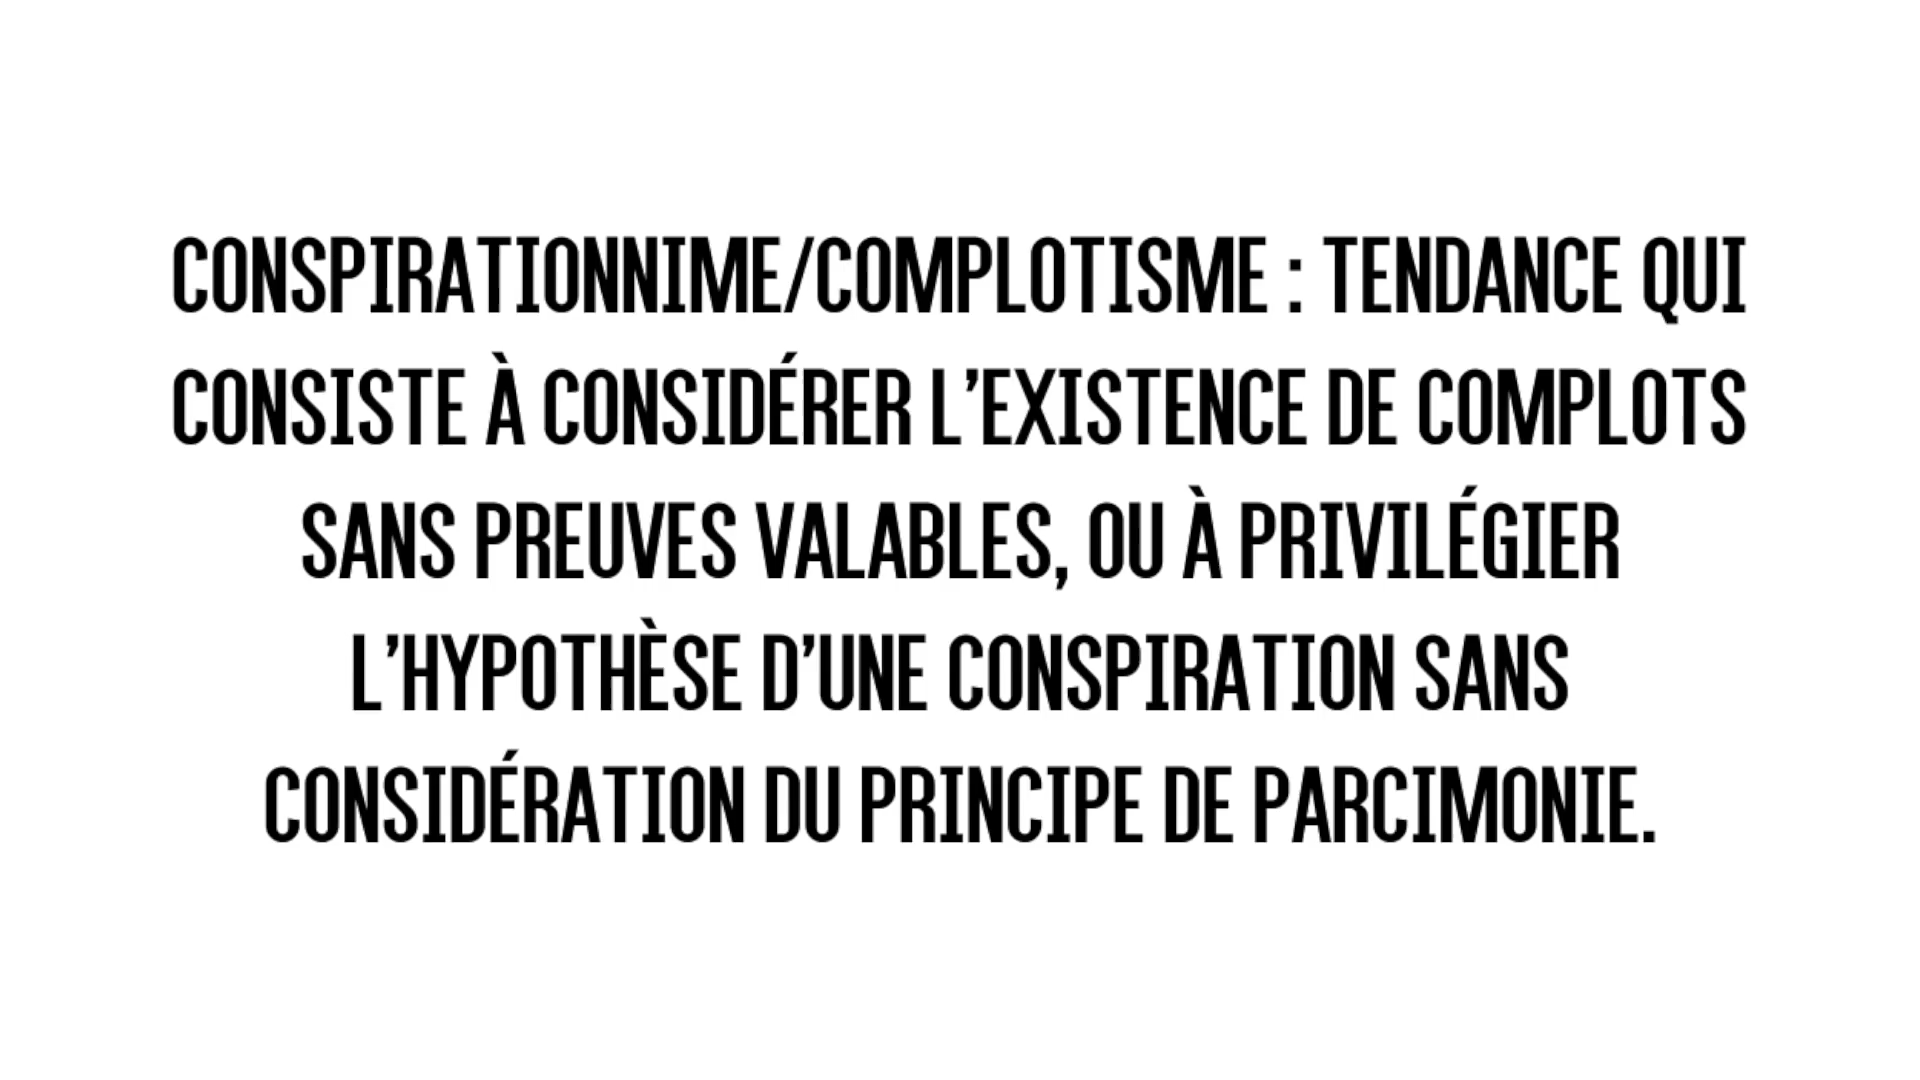 CONSPIRATIONNIME/COMPLOTISME : TENDANCE QUI
CONSISTE À CONSIDÉRER L’EXISTENCE DE COMPLOTS
SANS PREUVES VALABLES, OU À PRIVILÉGIER
L’HYPOTHÈSE D’UNE CONSPIRATION SANS
CONSIDÉRATION DU PRINCIPE DE PARCIMONIE.